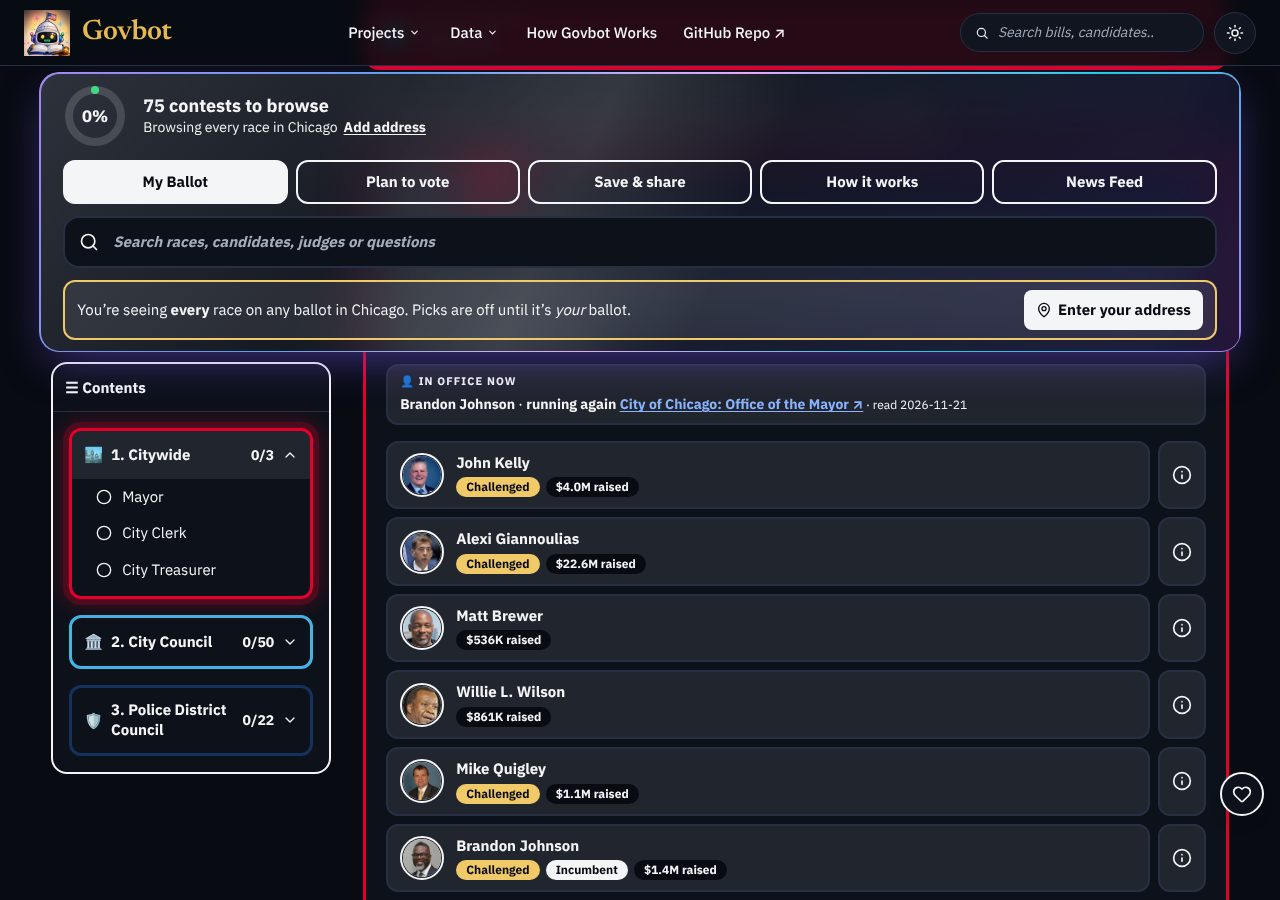 Govbot
Projects
Data
How Govbot Works
GitHub Repo ↗
Search bills, candidates..
0%
75 contests to browse
Browsing every race in Chicago Add address
My Ballot
Plan to vote
Save & share
How it works
News Feed
Search races, candidates, judges or questions
You’re seeing every race on any ballot in Chicago. Picks are off until it’s your ballot.
Enter your address
☰ Contents
1. Citywide 0/3
Mayor
City Clerk
City Treasurer
2. City Council 0/50
3. Police District
Council 0/22
IN OFFICE NOW
Brandon Johnson · running again City of Chicago: Office of the Mayor ↗ · read 2026-11-21
John Kelly
Challenged $4.0M raised
Alexi Giannoulias
Challenged $22.6M raised
Matt Brewer
$536K raised
Willie L. Wilson
$861K raised
Mike Quigley
Challenged $1.1M raised
Brandon Johnson
Challenged Incumbent $1.4M raised